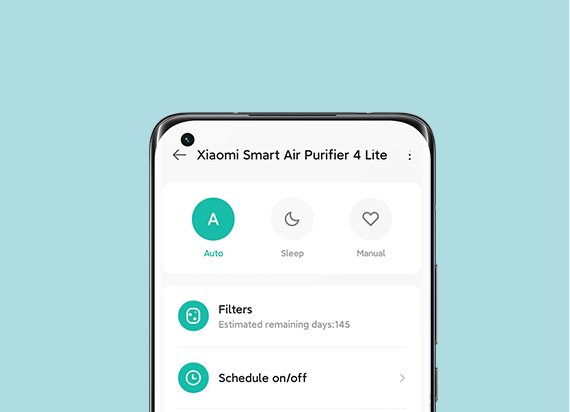 Xiaomi Smart Air Purifier 4 Lite
A
Auto
Sleep
Manual
Filters
Estimated remaining days:145
Schedule on/off